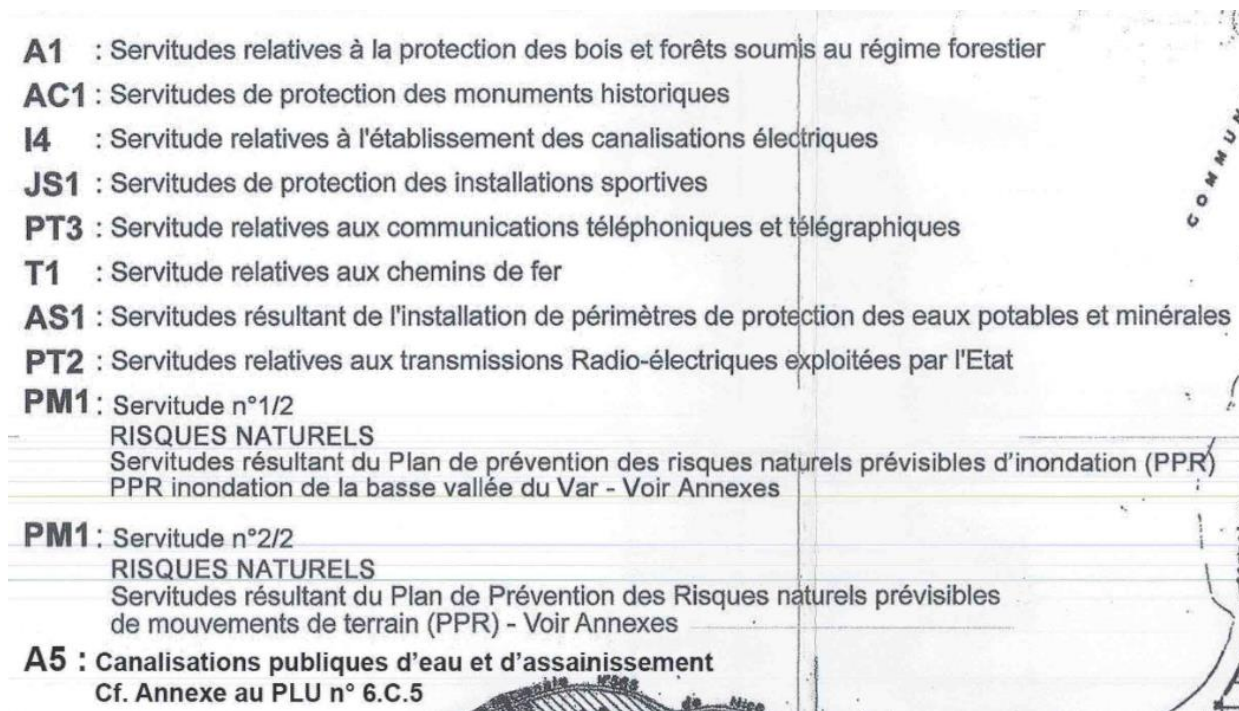 A1 : Servitudes relatives à la protection des bois et forêts soumis au régime forestier
AC1 : Servitudes de protection des monuments historiques
I4 : Servitude relatives à l'établissement des canalisations électriques
JS1 : Servitudes de protection des installations sportives
PT3 : Servitude relatives aux communications téléphoniques et télégraphiques
T1 : Servitude relatives aux chemins de fer
AS1 : Servitudes résultant de l'installation de périmètres de protection des eaux potables et minérales
PT2 : Servitudes relatives aux transmissions Radio-électriques exploitées par l'Etat
PM1 : Servitude n°1/2
RISQUES NATURELS
Servitudes résultant du Plan de prévention des risques naturels prévisibles d'inondation (PPR)
PPR inondation de la basse vallée du Var - Voir Annexes
PM1 : Servitude n°2/2
RISQUES NATURELS
Servitudes résultant du Plan de Prévention des Risques naturels prévisibles
de mouvements de terrain (PPR) - Voir Annexes
A5 : Canalisations publiques d'eau et d'assainissement
Cf. Annexe au PLU n° 6.C.5
COMMUN
de Nice